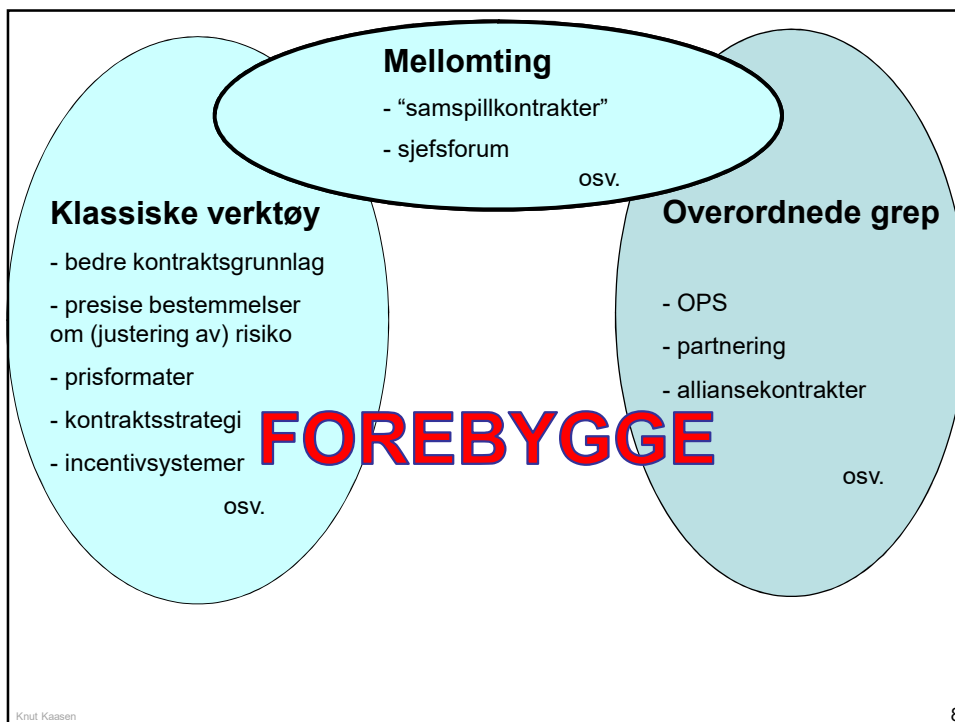 Mellomting
- “samspillkontrakter”
- sjefsforum
osv.
Klassiske verktøy
- bedre kontraktsgrunnlag
- presise bestemmelser
om (justering av) risiko
- prisformater
- kontraktsstrategi
- incentivsystemer
osv.
Overordnede grep
- OPS
- partnering
- alliansekontrakter
osv.
FOREBYGGE
Knut Kaasen
8